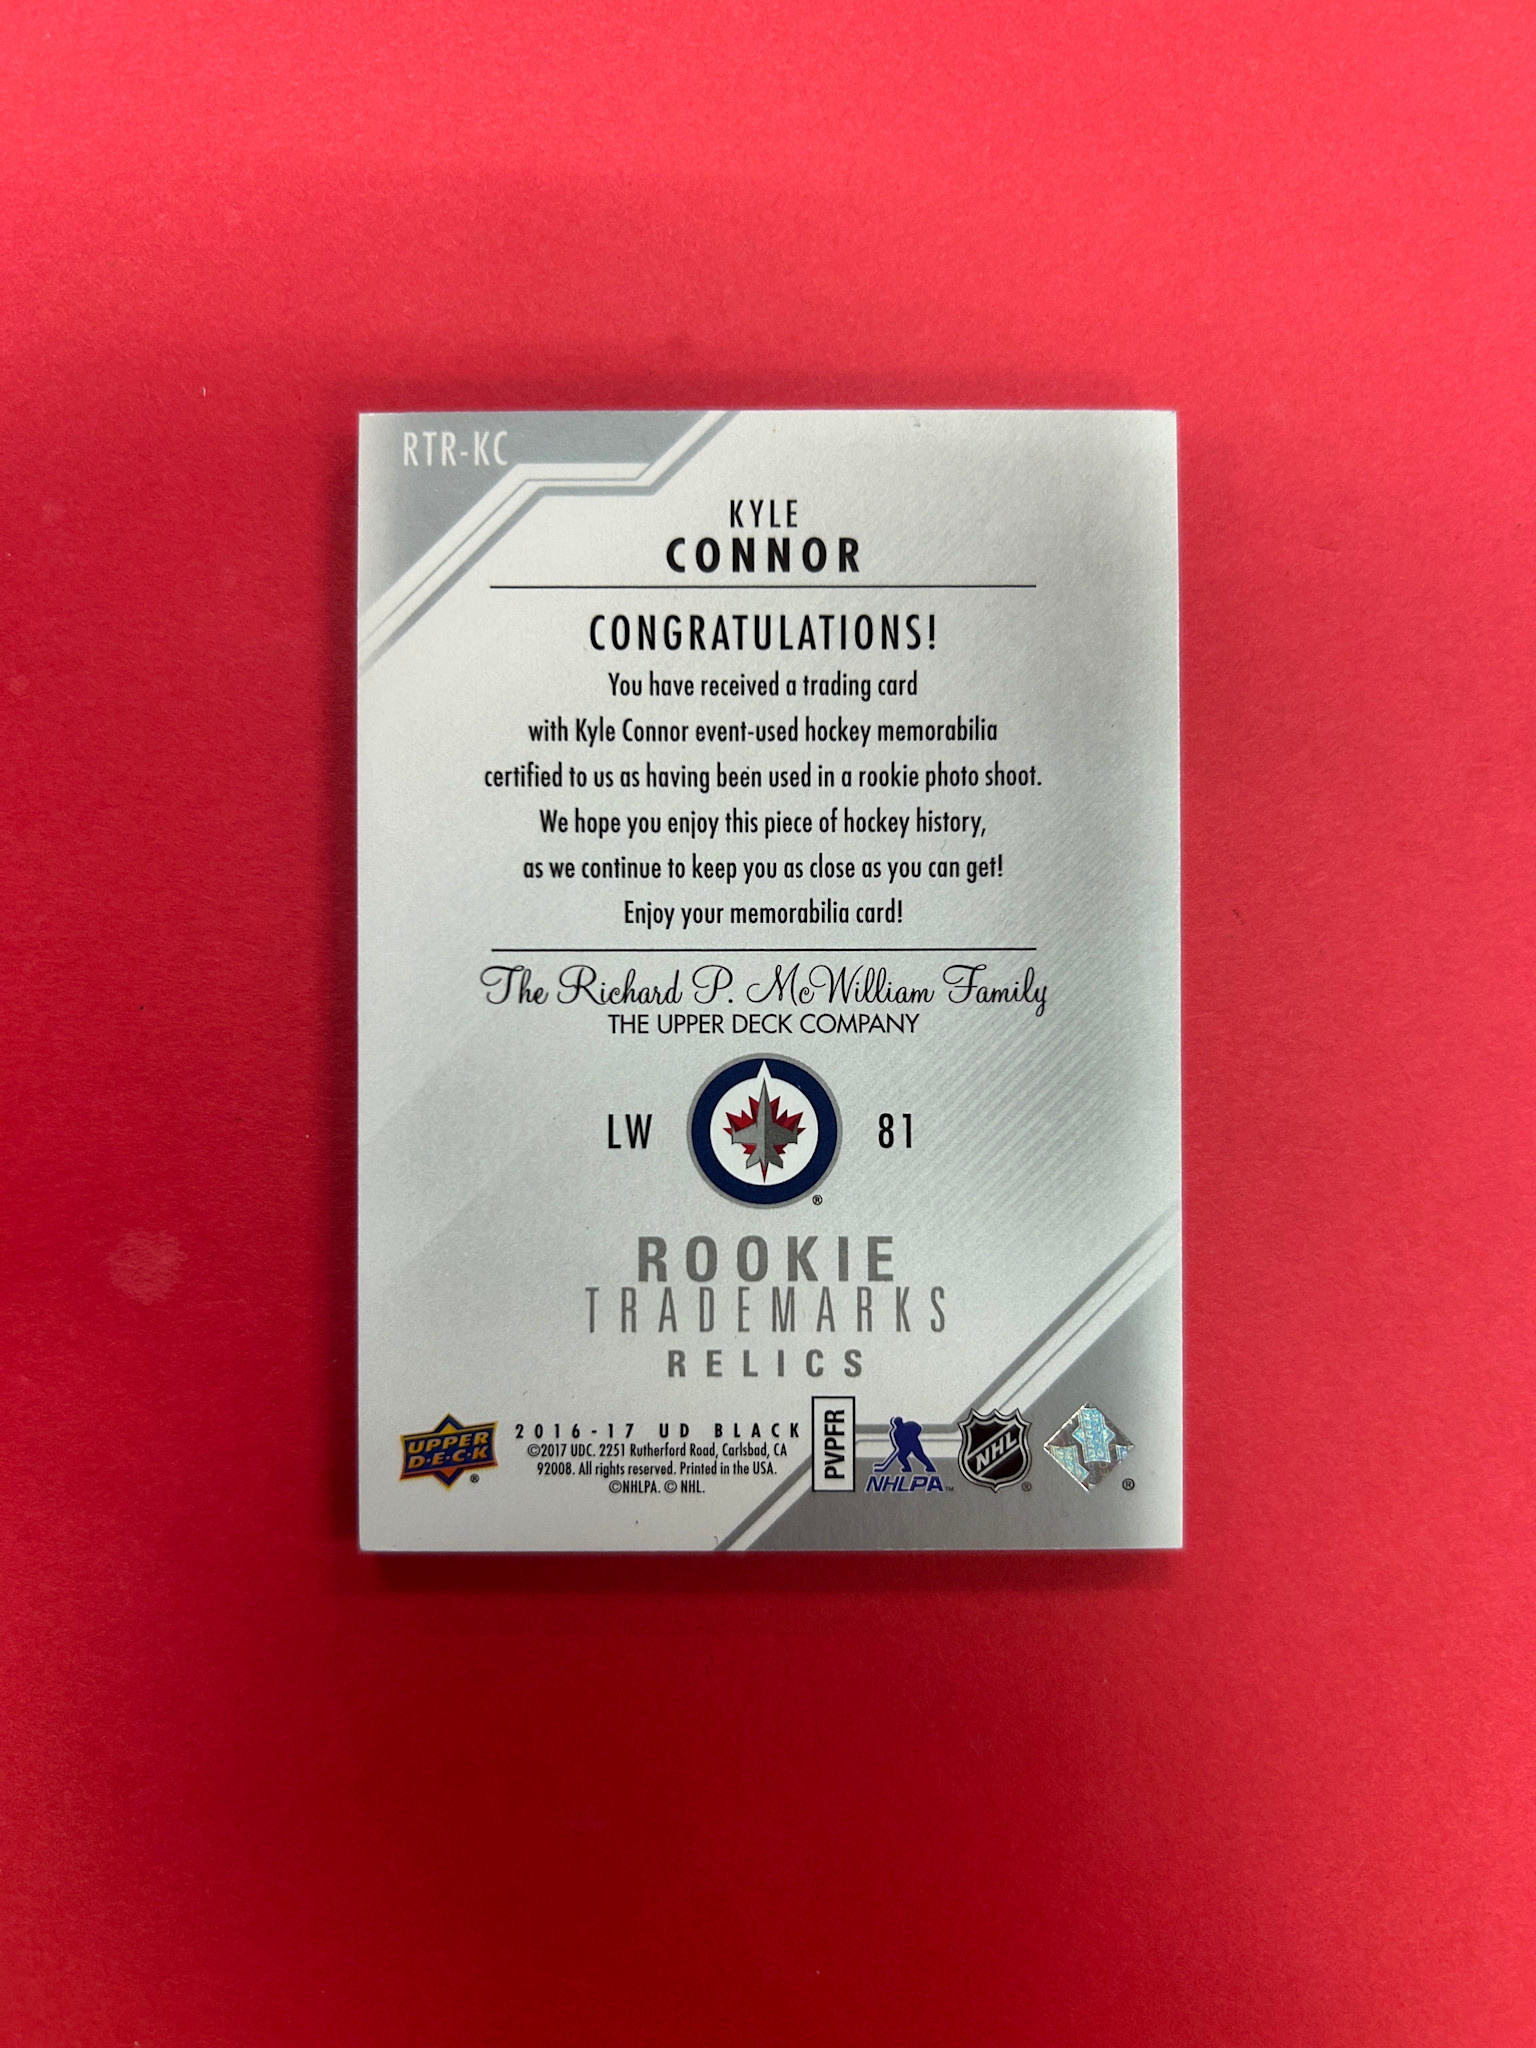 RTR-KC
KYLE
CONNOR
CONGRATULATIONS!
You have received a trading card
with Kyle Connor event-used hockey memorabilia
certified to us as having been used in a rookie photo shoot.
We hope you enjoy this piece of hockey history,
as we continue to keep you as close as you can get!
Enjoy your memorabilia card!
The Richard P. McWilliam Family
THE UPPER DECK COMPANY
LW 81
®
ROOKIE
TRADEMARKS
RELICS
UPPER
D·E·C·K
®
2016-17 UD BLACK
©2017 UDC. 2251 Rutherford Road, Carlsbad, CA
92008. All rights reserved. Printed in the USA.
©NHLPA. © NHL.
PVPFR
NHLPA™
NHL
®
®